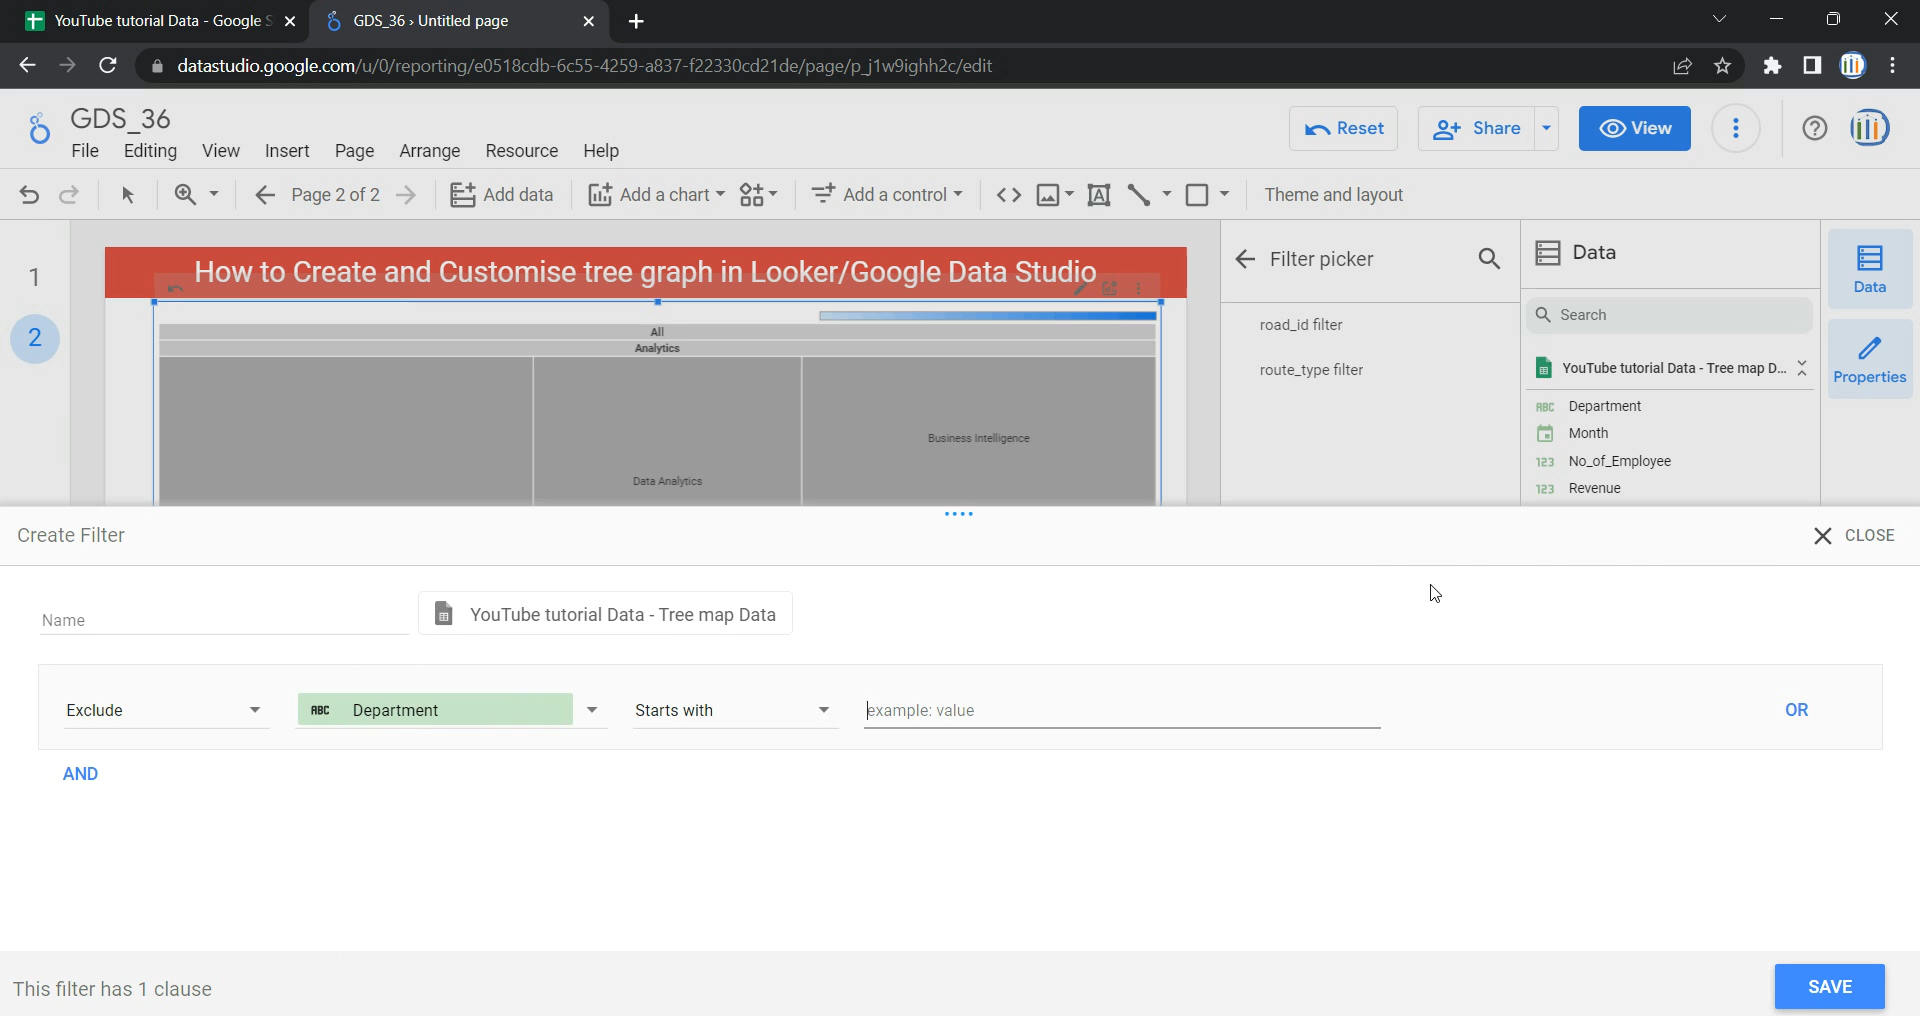 YouTube tutorial Data - Google S
GDS_36 › Untitled page
datastudio.google.com/u/0/reporting/e0518cdb-6c55-4259-a837-f22330cd21de/page/p_j1w9ighh2c/edit
GDS_36
File Editing View Insert Page Arrange Resource Help
Reset Share View
Page 2 of 2 Add data Add a chart Add a control Theme and layout
1
2
How to Create and Customise tree graph in Looker/Google Data Studio
All
Analytics
Data Analytics
Business Intelligence
Filter picker
road_id filter
route_type filter
Data
Search
YouTube tutorial Data - Tree map D...
ABC Department
Month
123 No_of_Employee
123 Revenue
Data
Properties
Create Filter
CLOSE
Name
YouTube tutorial Data - Tree map Data
Exclude ABC Department Starts with example: value OR
AND
This filter has 1 clause
SAVE